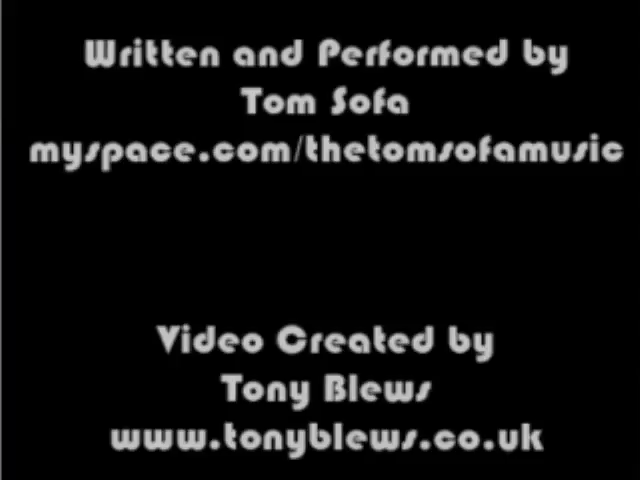 Written and Performed by
Tom Sofa
myspace.com/thetomsofamusic
Video Created by
Tony Blews
www.tonyblews.co.uk